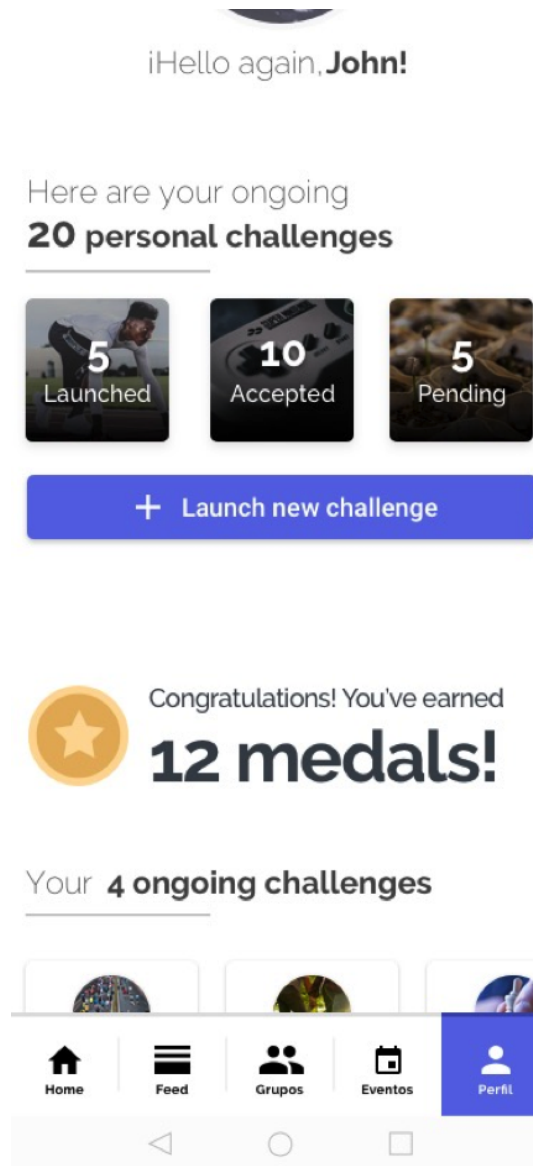 ¡Hello again, John!
Here are your ongoing
20 personal challenges
5
Launched
10
Accepted
5
Pending
+ Launch new challenge
Congratulations! You've earned
12 medals!
Your 4 ongoing challenges
Home
Feed
Grupos
Eventos
Perfil